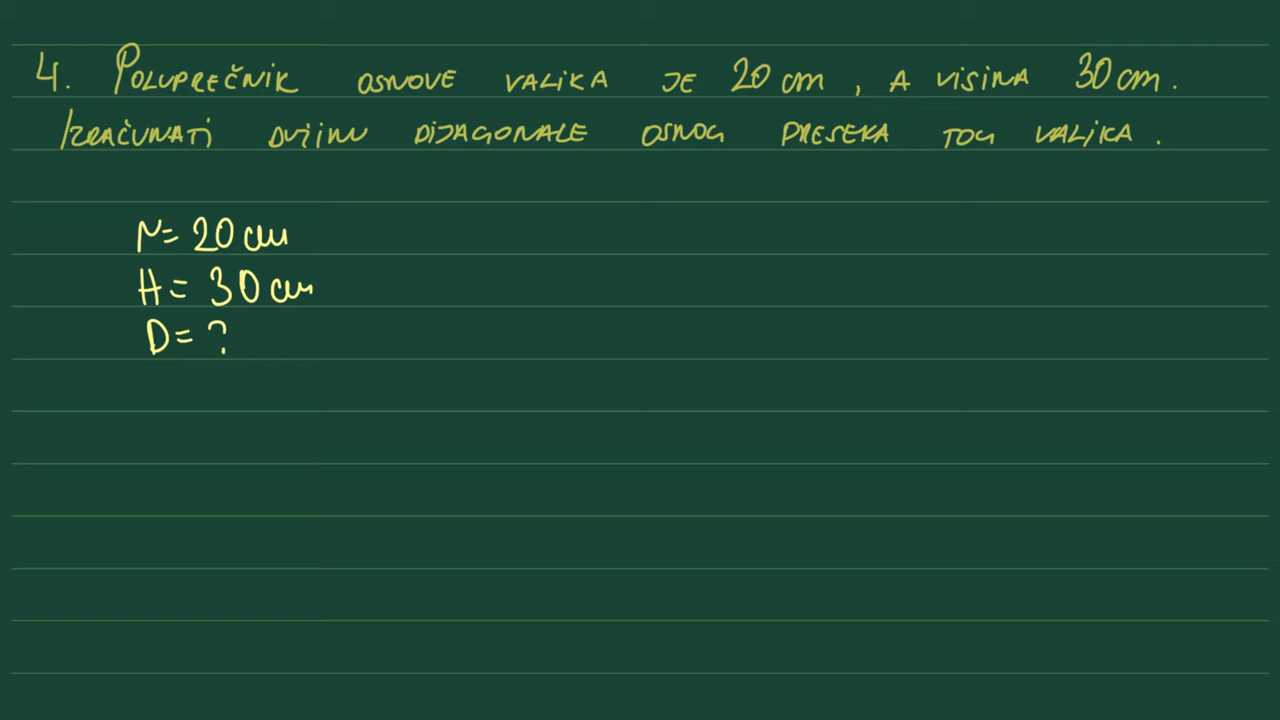 4. POLUPREČNIK OSNOVE VALJKA JE 20 cm, A VISINA 30 cm.
IZRAČUNATI DUŽINU DIJAGONALE OSNOG PRESEKA TOG VALJKA.
r = 20 cm
H = 30 cm
D = ?